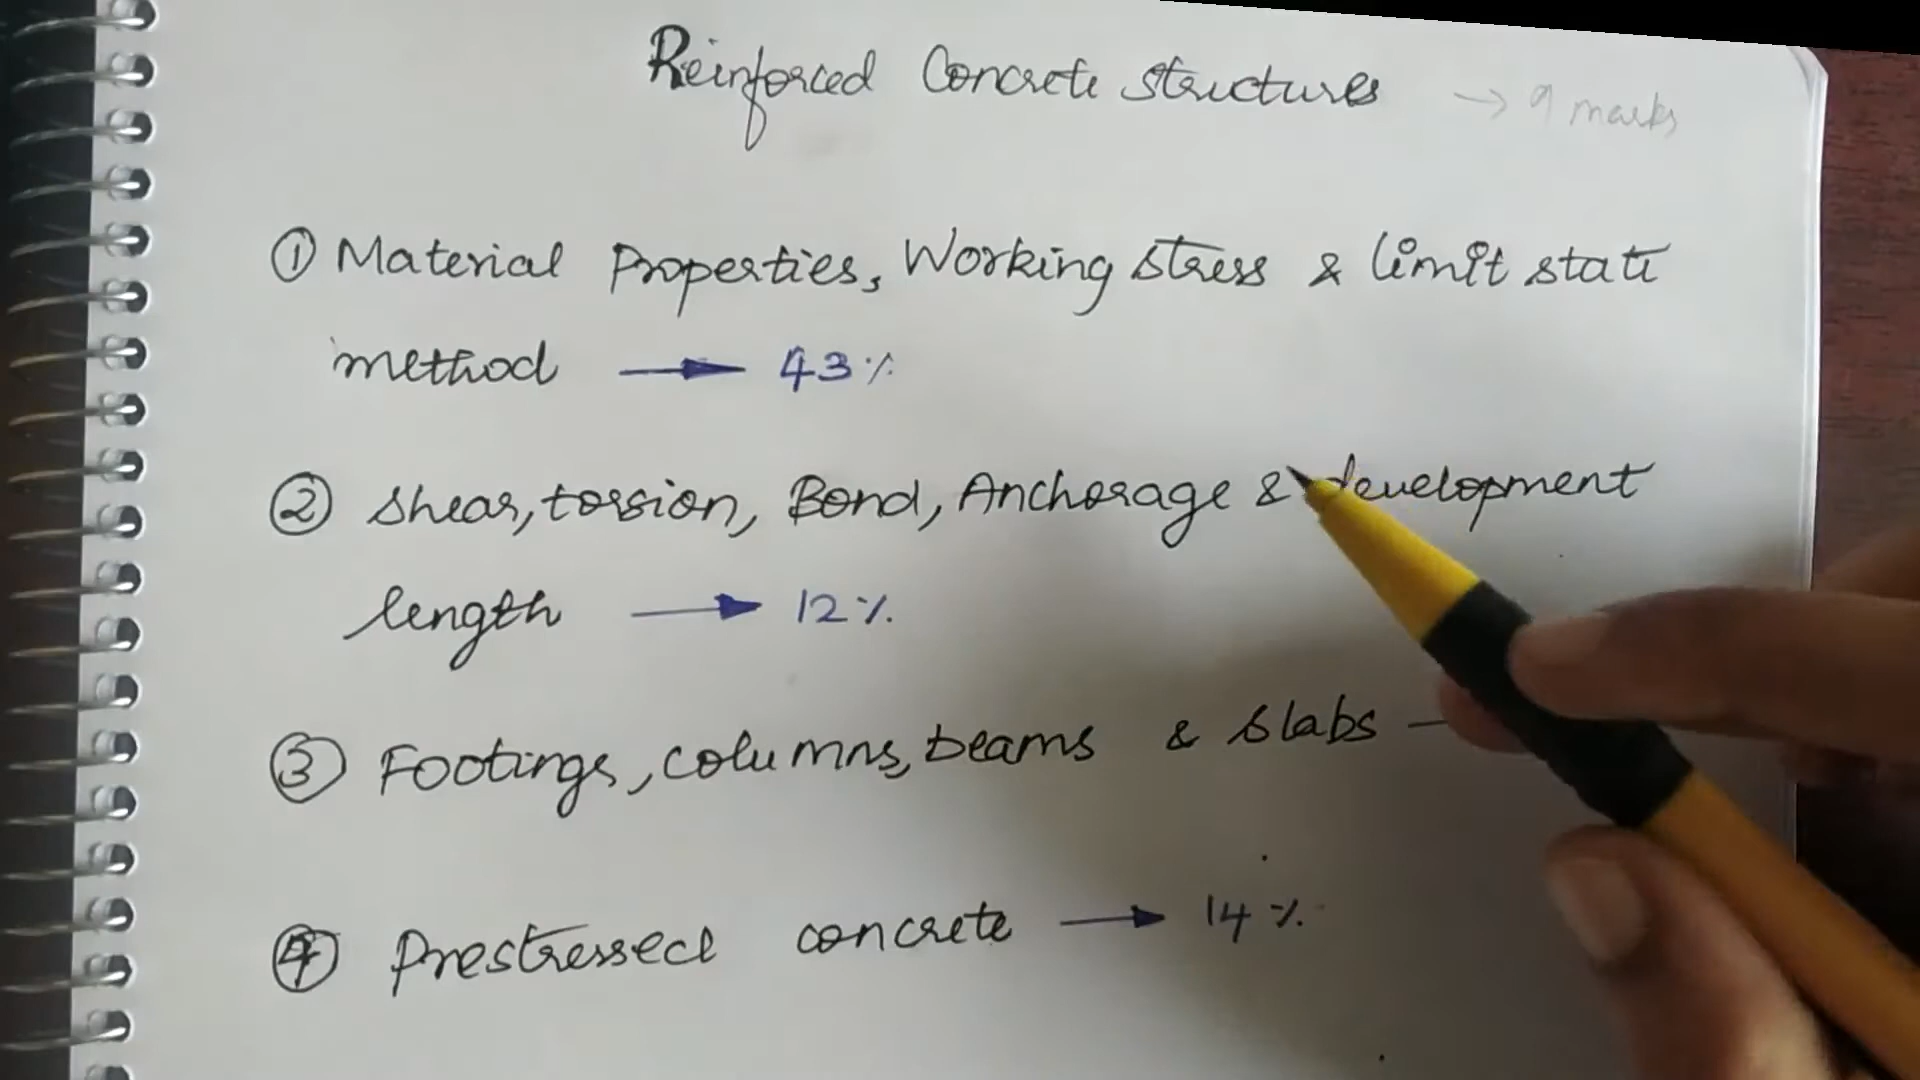 Reinforced Concrete Structures → 9 marks
① Material Properties, Working stress & limit state
method → 43%
② Shear, torsion, Bond, Anchorage & development
length → 12%
③ Footings, columns, beams & slabs
④ Prestressed concrete → 14%